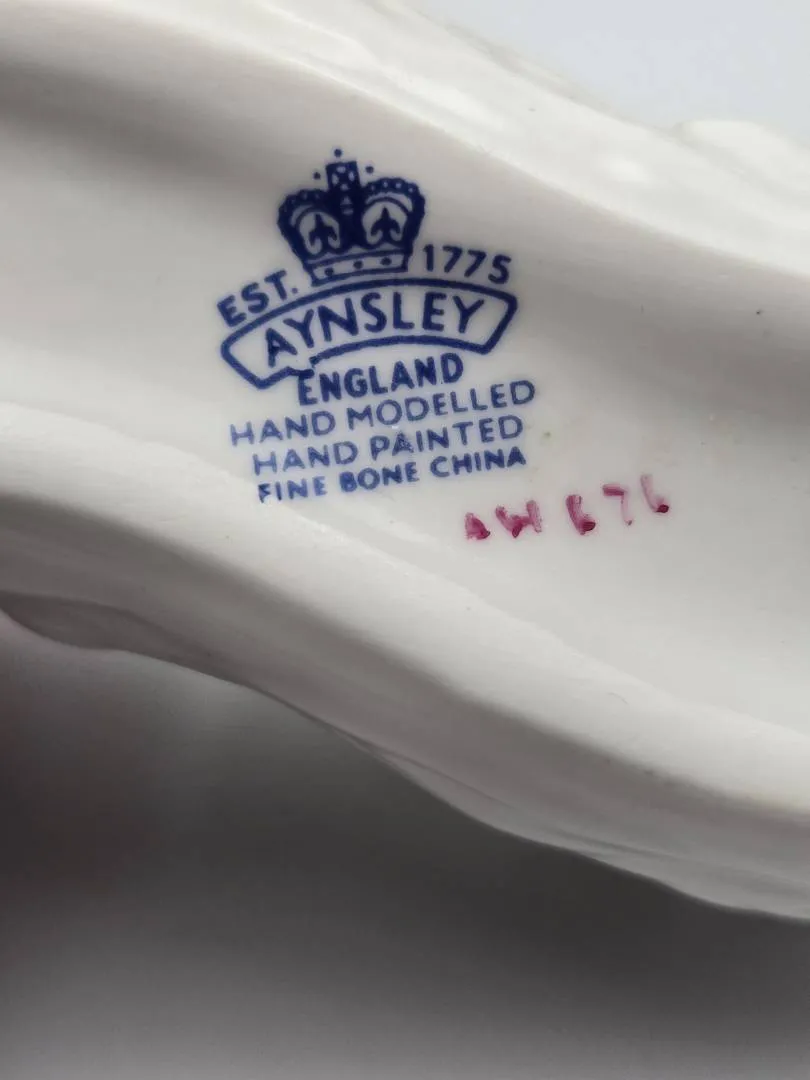 EST. 1775
AYNSLEY
ENGLAND
HAND MODELLED
HAND PAINTED
FINE BONE CHINA
AW 676